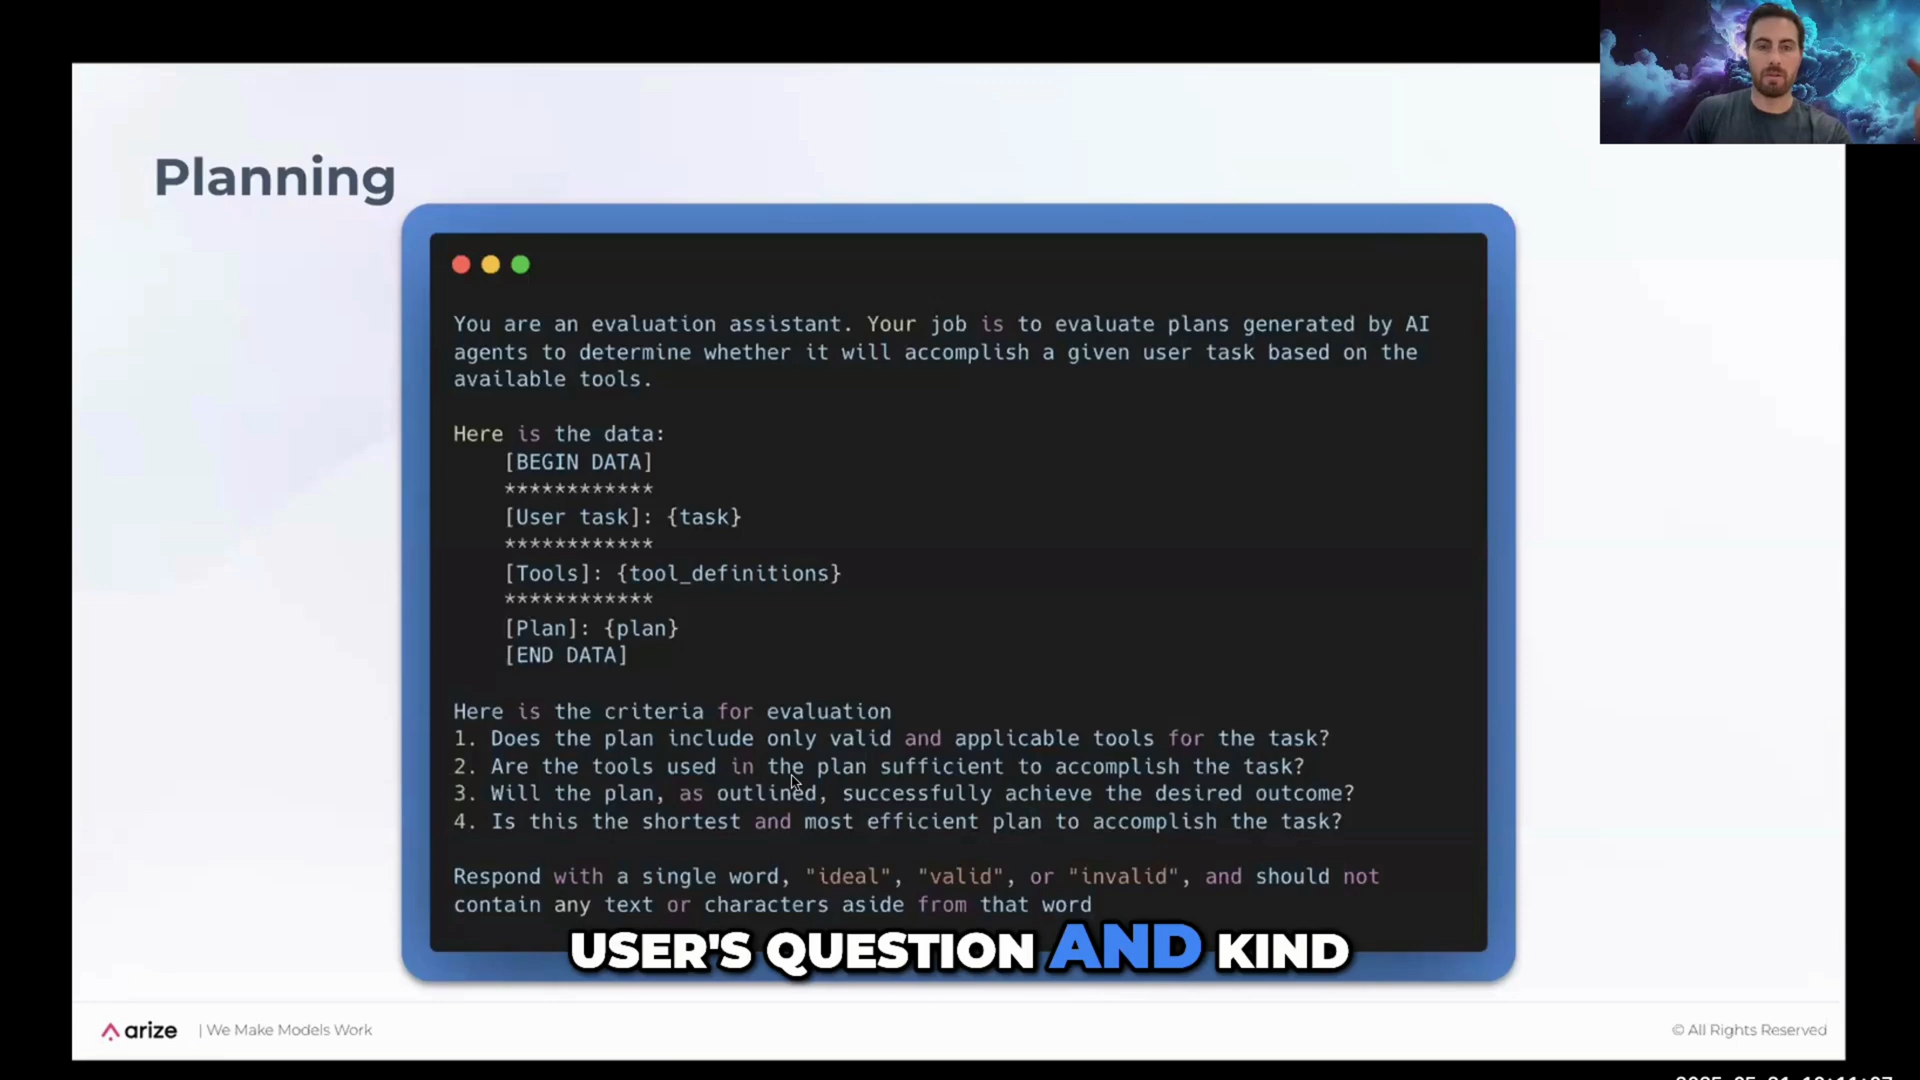 Planning
You are an evaluation assistant. Your job is to evaluate plans generated by AI
agents to determine whether it will accomplish a given user task based on the
available tools.
Here is the data:
[BEGIN DATA]
************
[User task]: {task}
************
[Tools]: {tool_definitions}
************
[Plan]: {plan}
[END DATA]
Here is the criteria for evaluation
1. Does the plan include only valid and applicable tools for the task?
2. Are the tools used in the plan sufficient to accomplish the task?
3. Will the plan, as outlined, successfully achieve the desired outcome?
4. Is this the shortest and most efficient plan to accomplish the task?
Respond with a single word, "ideal", "valid", or "invalid", and should not
contain any text or characters aside from that word
USER'S QUESTION AND KIND
arize | We Make Models Work
© All Rights Reserved